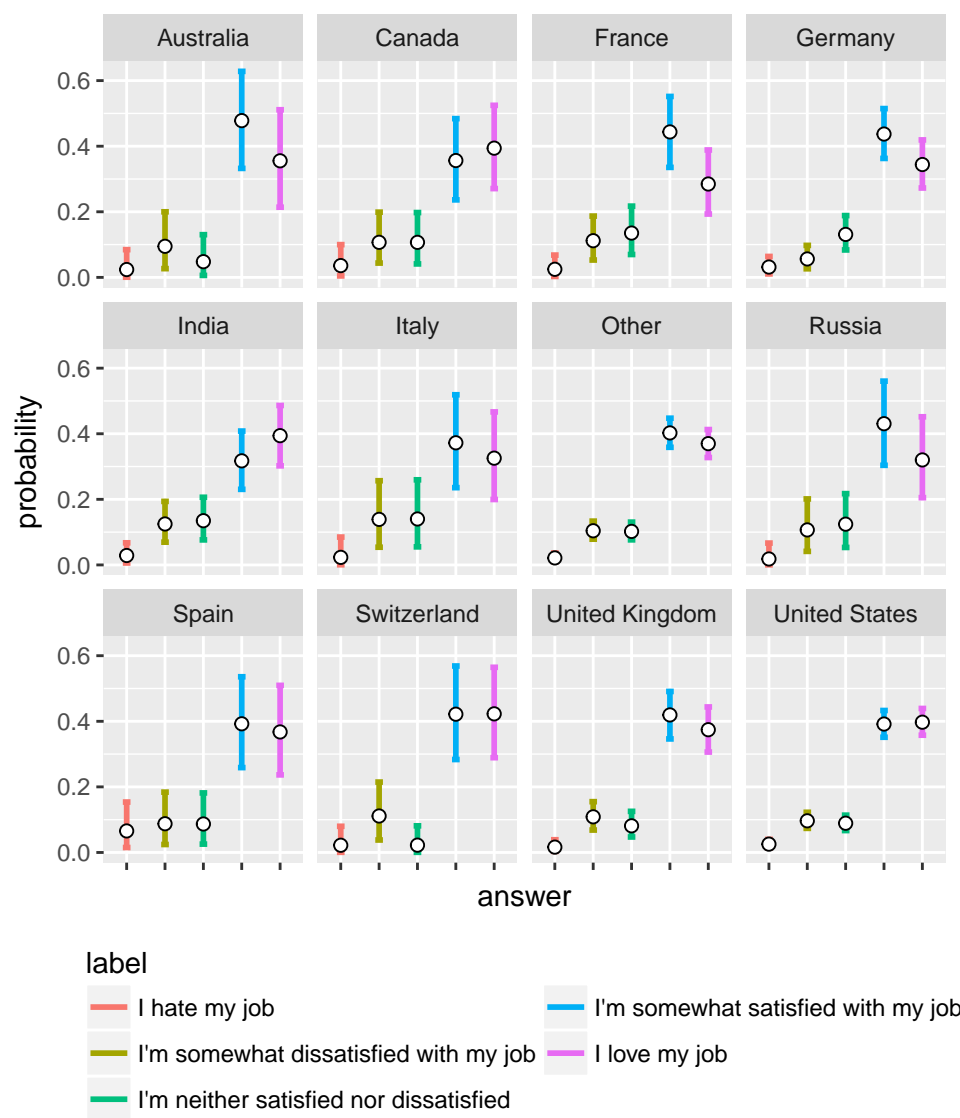 Australia Canada France Germany
0.6
0.4
0.2
0.0
India Italy Other Russia
0.6
0.4
0.2
0.0
probability
Spain Switzerland United Kingdom United States
0.6
0.4
0.2
0.0
answer
label
I hate my job I'm somewhat satisfied with my job
I'm somewhat dissatisfied with my job I love my job
I'm neither satisfied nor dissatisfied